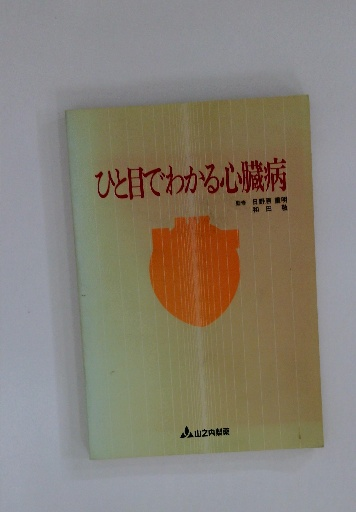 ひと目でわかる心臓病
監修 日野原 重明
和田 敬
山之内製薬